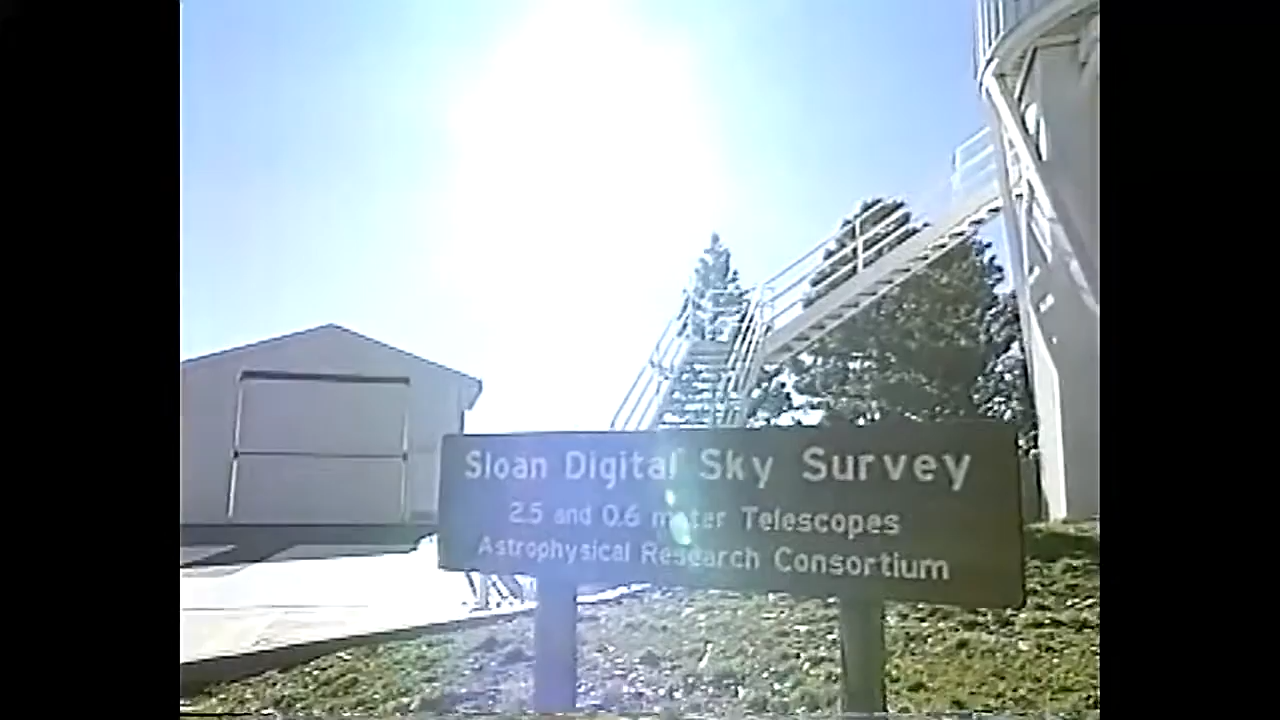 Sloan Digital Sky Survey
2.5 and 0.6 meter Telescopes
Astrophysical Research Consortium